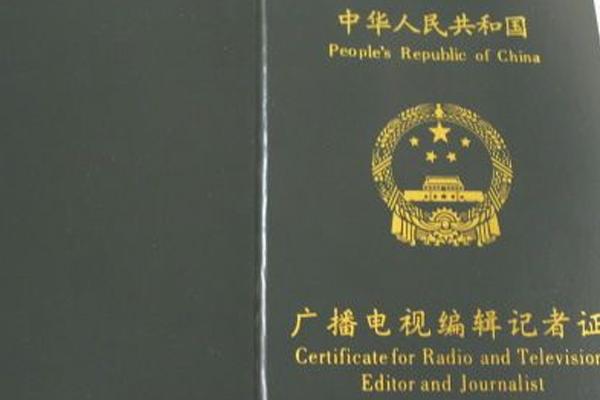 中华人民共和国
People's Republic of China
广播电视编辑记者证
Certificate for Radio and Television
Editor and Journalist